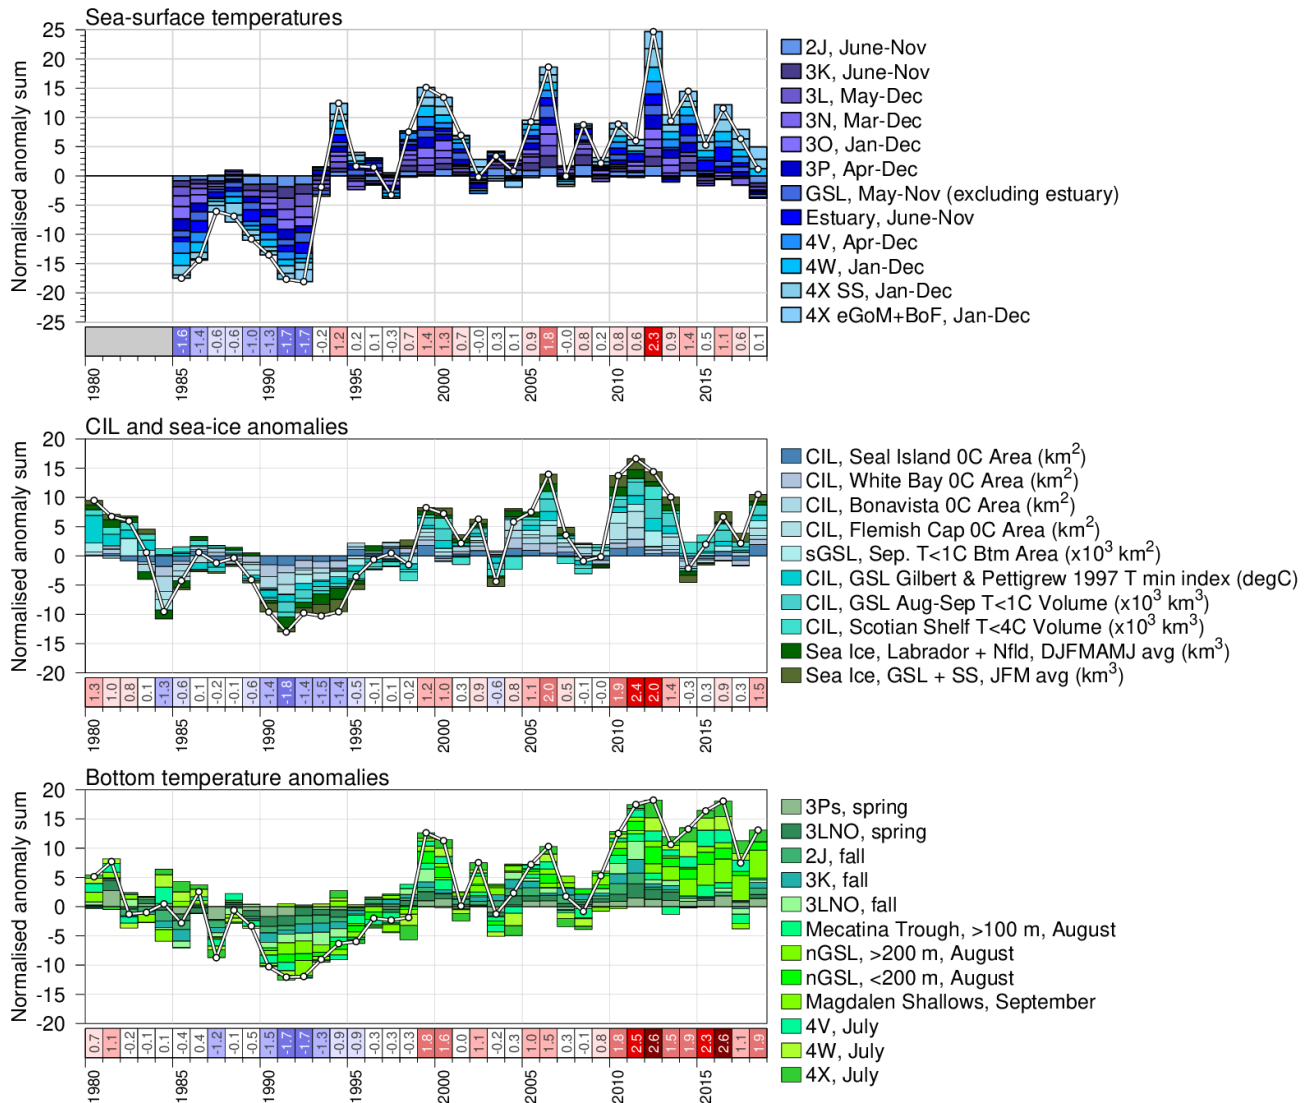 Sea-surface temperatures
Normalised anomaly sum
25
20
15
10
5
0
-5
-10
-15
-20
-25
2J, June-Nov
3K, June-Nov
3L, May-Dec
3N, Mar-Dec
3O, Jan-Dec
3P, Apr-Dec
GSL, May-Nov (excluding estuary)
Estuary, June-Nov
4V, Apr-Dec
4W, Jan-Dec
4X SS, Jan-Dec
4X eGoM+BoF, Jan-Dec
-1.6 -1.4 -0.6 -0.6 -1.0 -1.3 -1.7 -1.7 -0.2 1.2 0.2 0.1 -0.3 0.7 1.4 1.3 0.7 -0.0 0.3 0.1 0.9 1.8 -0.0 0.8 0.2 0.8 0.6 2.3 0.9 1.4 0.5 1.1 0.6 0.1
1980 1985 1990 1995 2000 2005 2010 2015
CIL and sea-ice anomalies
Normalised anomaly sum
20
15
10
5
0
-5
-10
-15
-20
CIL, Seal Island 0C Area (km²)
CIL, White Bay 0C Area (km²)
CIL, Bonavista 0C Area (km²)
CIL, Flemish Cap 0C Area (km²)
sGSL, Sep. T<1C Btm Area (x10³ km²)
CIL, GSL Gilbert & Pettigrew 1997 T min index (degC)
CIL, GSL Aug-Sep T<1C Volume (x10³ km³)
CIL, Scotian Shelf T<4C Volume (x10³ km³)
Sea Ice, Labrador + Nfld, DJFMAMJ avg (km³)
Sea Ice, GSL + SS, JFM avg (km³)
1.3 1.0 0.8 0.1 -1.3 -0.6 0.1 -0.2 -0.1 -0.6 -1.4 -1.8 -1.4 -1.5 -1.4 -0.5 -0.1 0.1 -0.2 1.2 1.0 0.3 0.9 -0.6 0.8 1.1 2.0 0.5 -0.1 -0.0 1.9 2.4 2.0 1.4 -0.3 0.3 0.9 0.3 1.5
1980 1985 1990 1995 2000 2005 2010 2015
Bottom temperature anomalies
Normalised anomaly sum
20
15
10
5
0
-5
-10
-15
-20
3Ps, spring
3LNO, spring
2J, fall
3K, fall
3LNO, fall
Mecatina Trough, >100 m, August
nGSL, >200 m, August
nGSL, <200 m, August
Magdalen Shallows, September
4V, July
4W, July
4X, July
0.7 1.1 -0.2 -0.1 0.1 -0.4 0.4 -1.2 -0.1 -0.5 -1.5 -1.7 -1.7 -1.3 -0.9 -0.9 -0.3 -0.3 -0.3 1.8 1.6 0.0 1.1 -0.2 0.3 1.0 1.5 0.3 -0.1 0.8 1.8 2.5 2.6 1.5 1.9 2.3 2.6 1.1 1.9
1980 1985 1990 1995 2000 2005 2010 2015